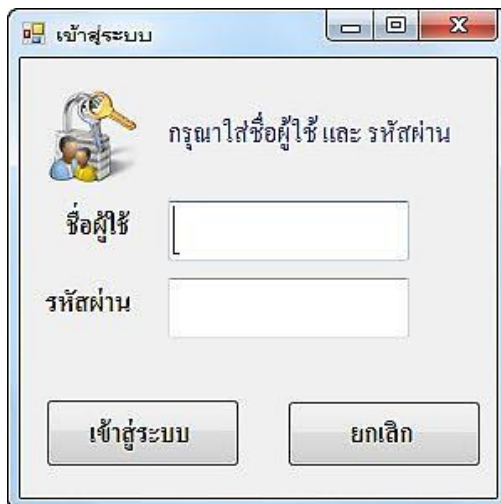 เข้าสู่ระบบ
กรุณาใส่ชื่อผู้ใช้ และ รหัสผ่าน
ชื่อผู้ใช้
รหัสผ่าน
เข้าสู่ระบบ ยกเลิก